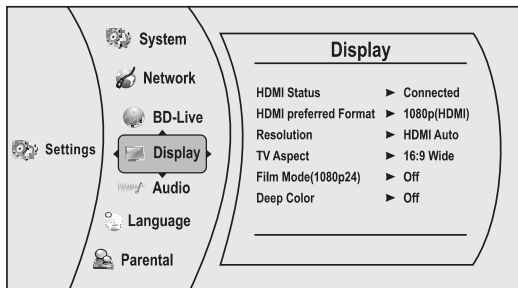 Settings
System
Network
BD-Live
Display
Audio
Language
Parental
Display
HDMI Status ► Connected
HDMI preferred Format ► 1080p(HDMI)
Resolution ► HDMI Auto
TV Aspect ► 16:9 Wide
Film Mode(1080p24) ► Off
Deep Color ► Off